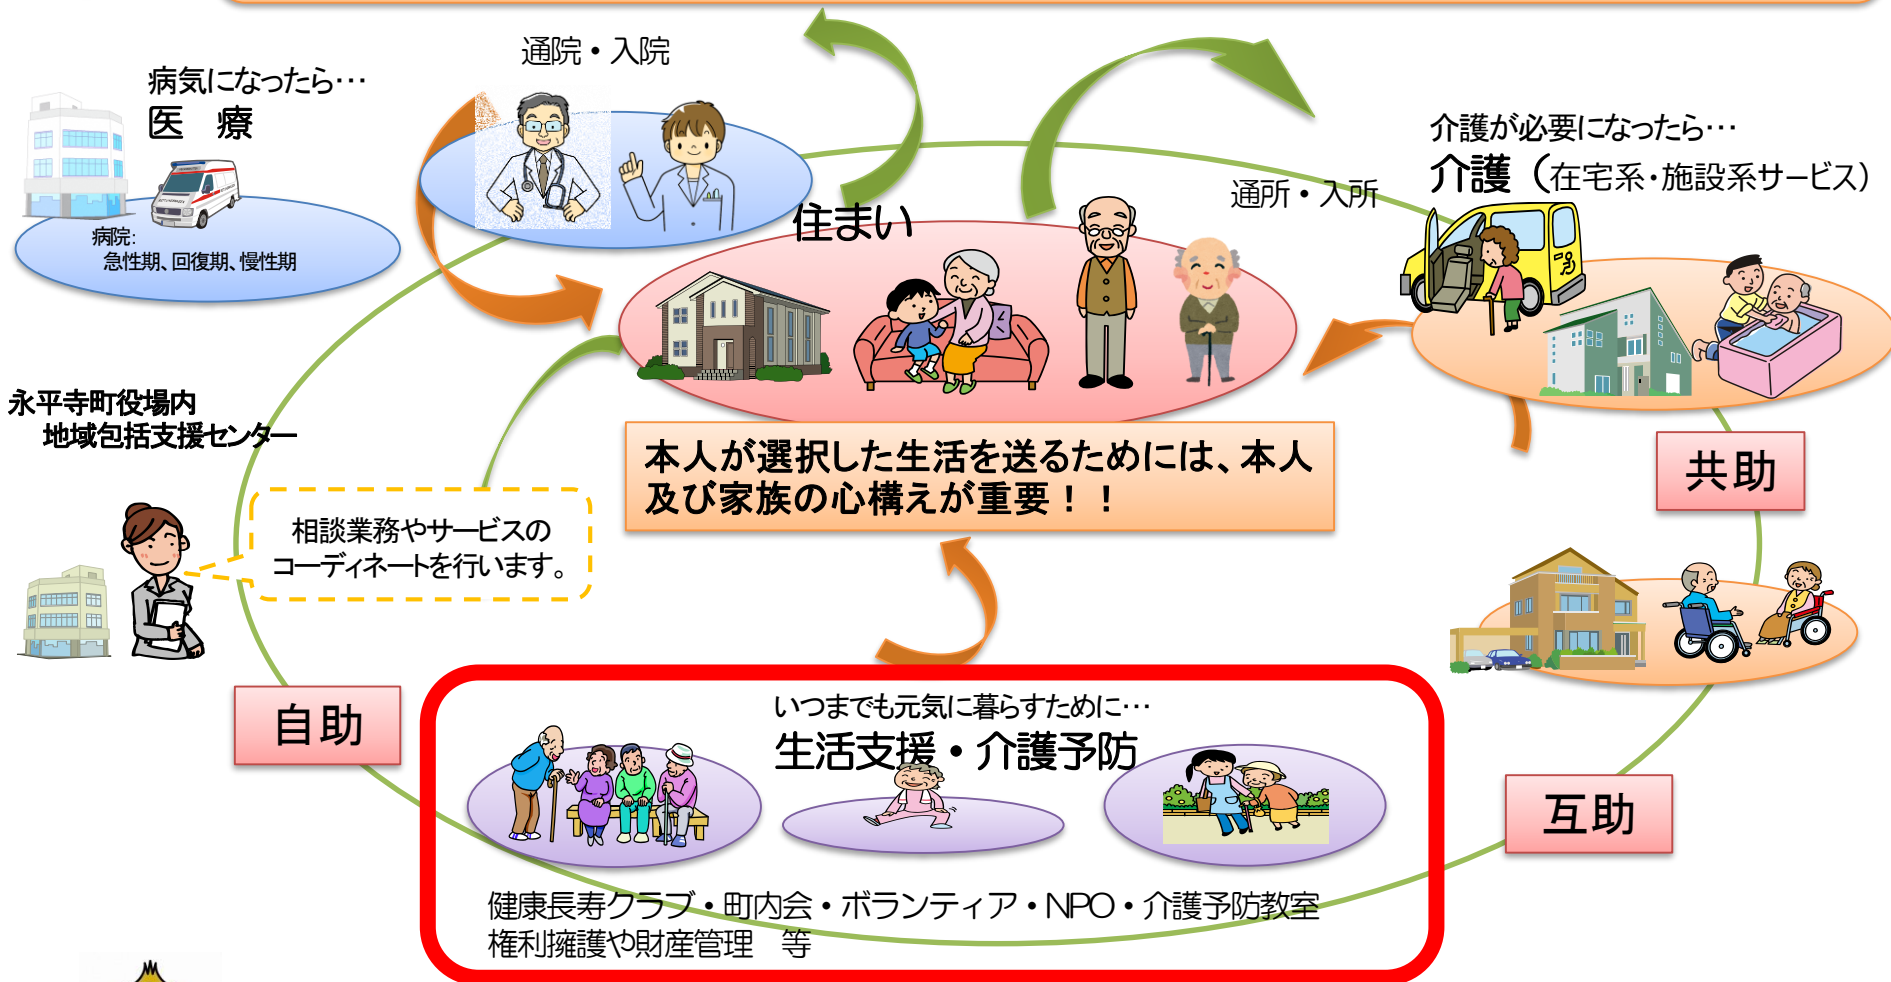 通院・入院
病気になったら…
医　療
病院:
急性期、回復期、慢性期
住まい
通所・入所
介護が必要になったら…
介護（在宅系・施設系サービス）
永平寺町役場内
地域包括支援センター
相談業務やサービスの
コーディネートを行います。
本人が選択した生活を送るためには、本人
及び家族の心構えが重要！！
共助
自助
互助
いつまでも元気に暮らすために…
生活支援・介護予防
健康長寿クラブ・町内会・ボランティア・NPO・介護予防教室
権利擁護や財産管理　等